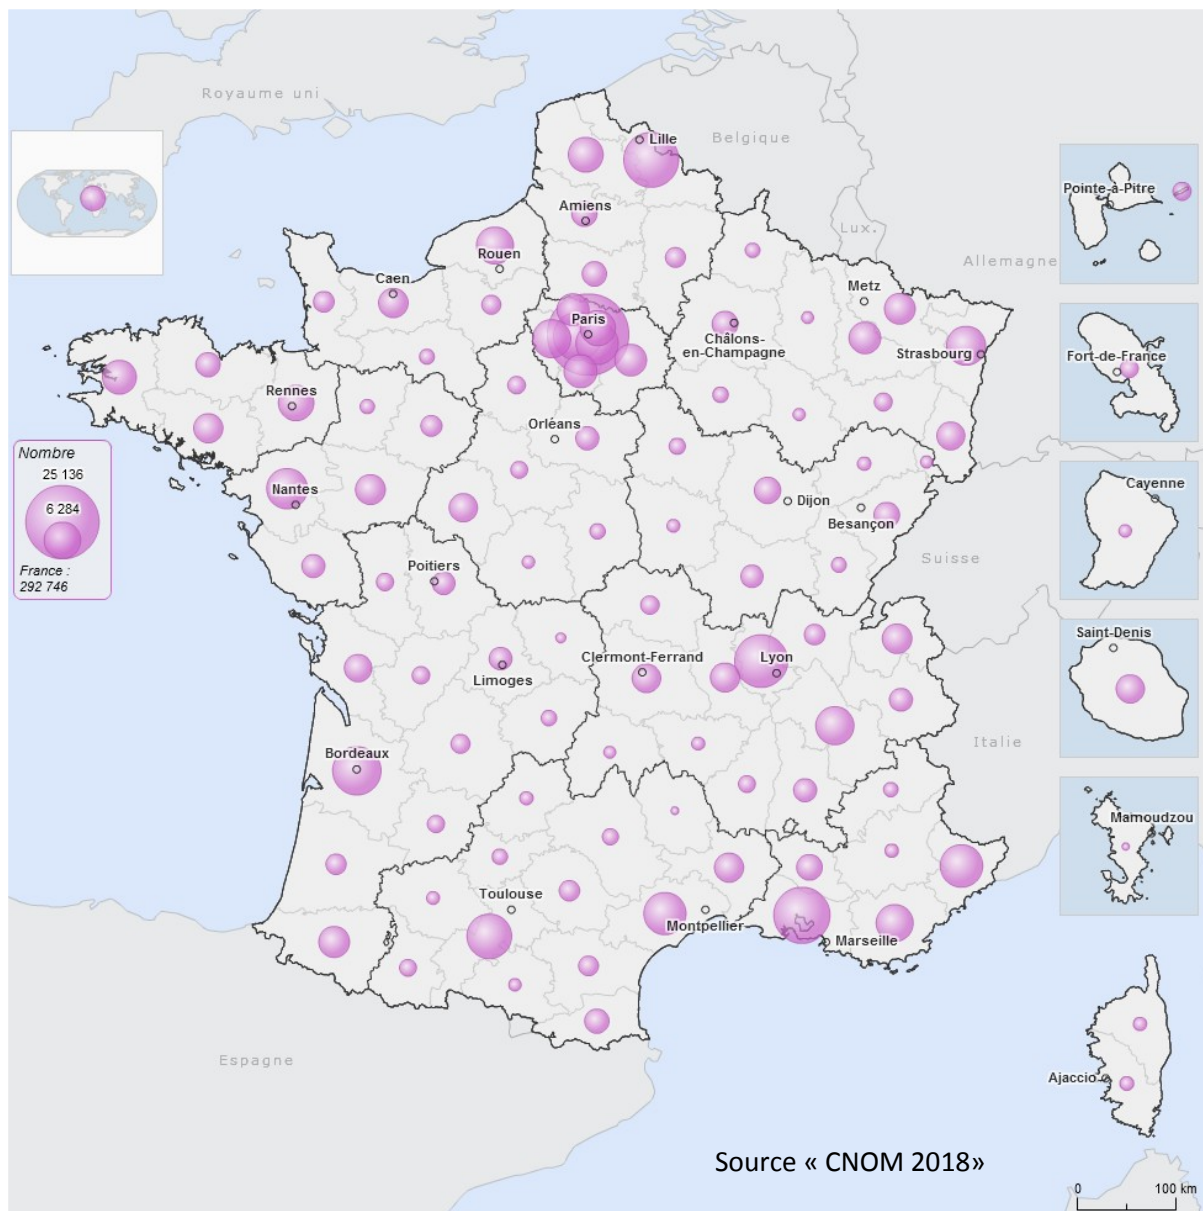 Royaume uni
Belgique
Lille
Pointe-à-Pitre
Amiens
Lux.
Rouen
Allemagne
Caen
Metz
Paris
Châlons-
en-Champagne
Strasbourg
Fort-de-France
Rennes
Orléans
Nombre
25 136
6 284
France :
292 746
Nantes
Dijon
Besançon
Cayenne
Suisse
Poitiers
Saint-Denis
Clermont-Ferrand
Lyon
Limoges
Italie
Bordeaux
Mamoudzou
Toulouse
Montpellier
Marseille
Espagne
Ajaccio
Source « CNOM 2018»
0 100 km